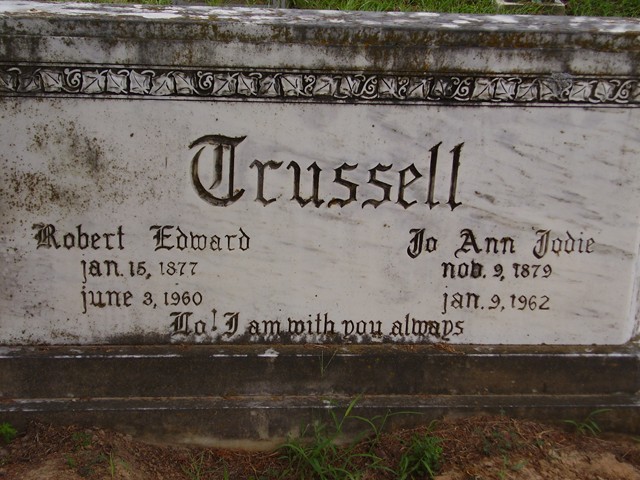 Trussell
Robert Edward
jan. 15, 1877
june 3, 1960
Jo Ann Jodie
nov. 9, 1879
jan. 9, 1962
Lo! I am with you always